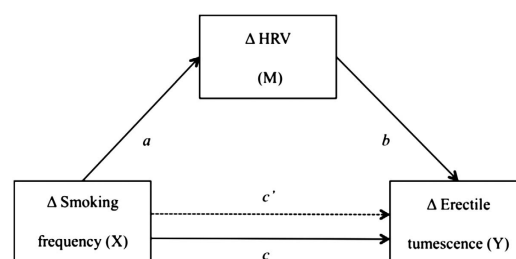 Δ HRV
(M)
a
b
Δ Smoking
frequency (X)
c'
c
Δ Erectile
tumescence (Y)